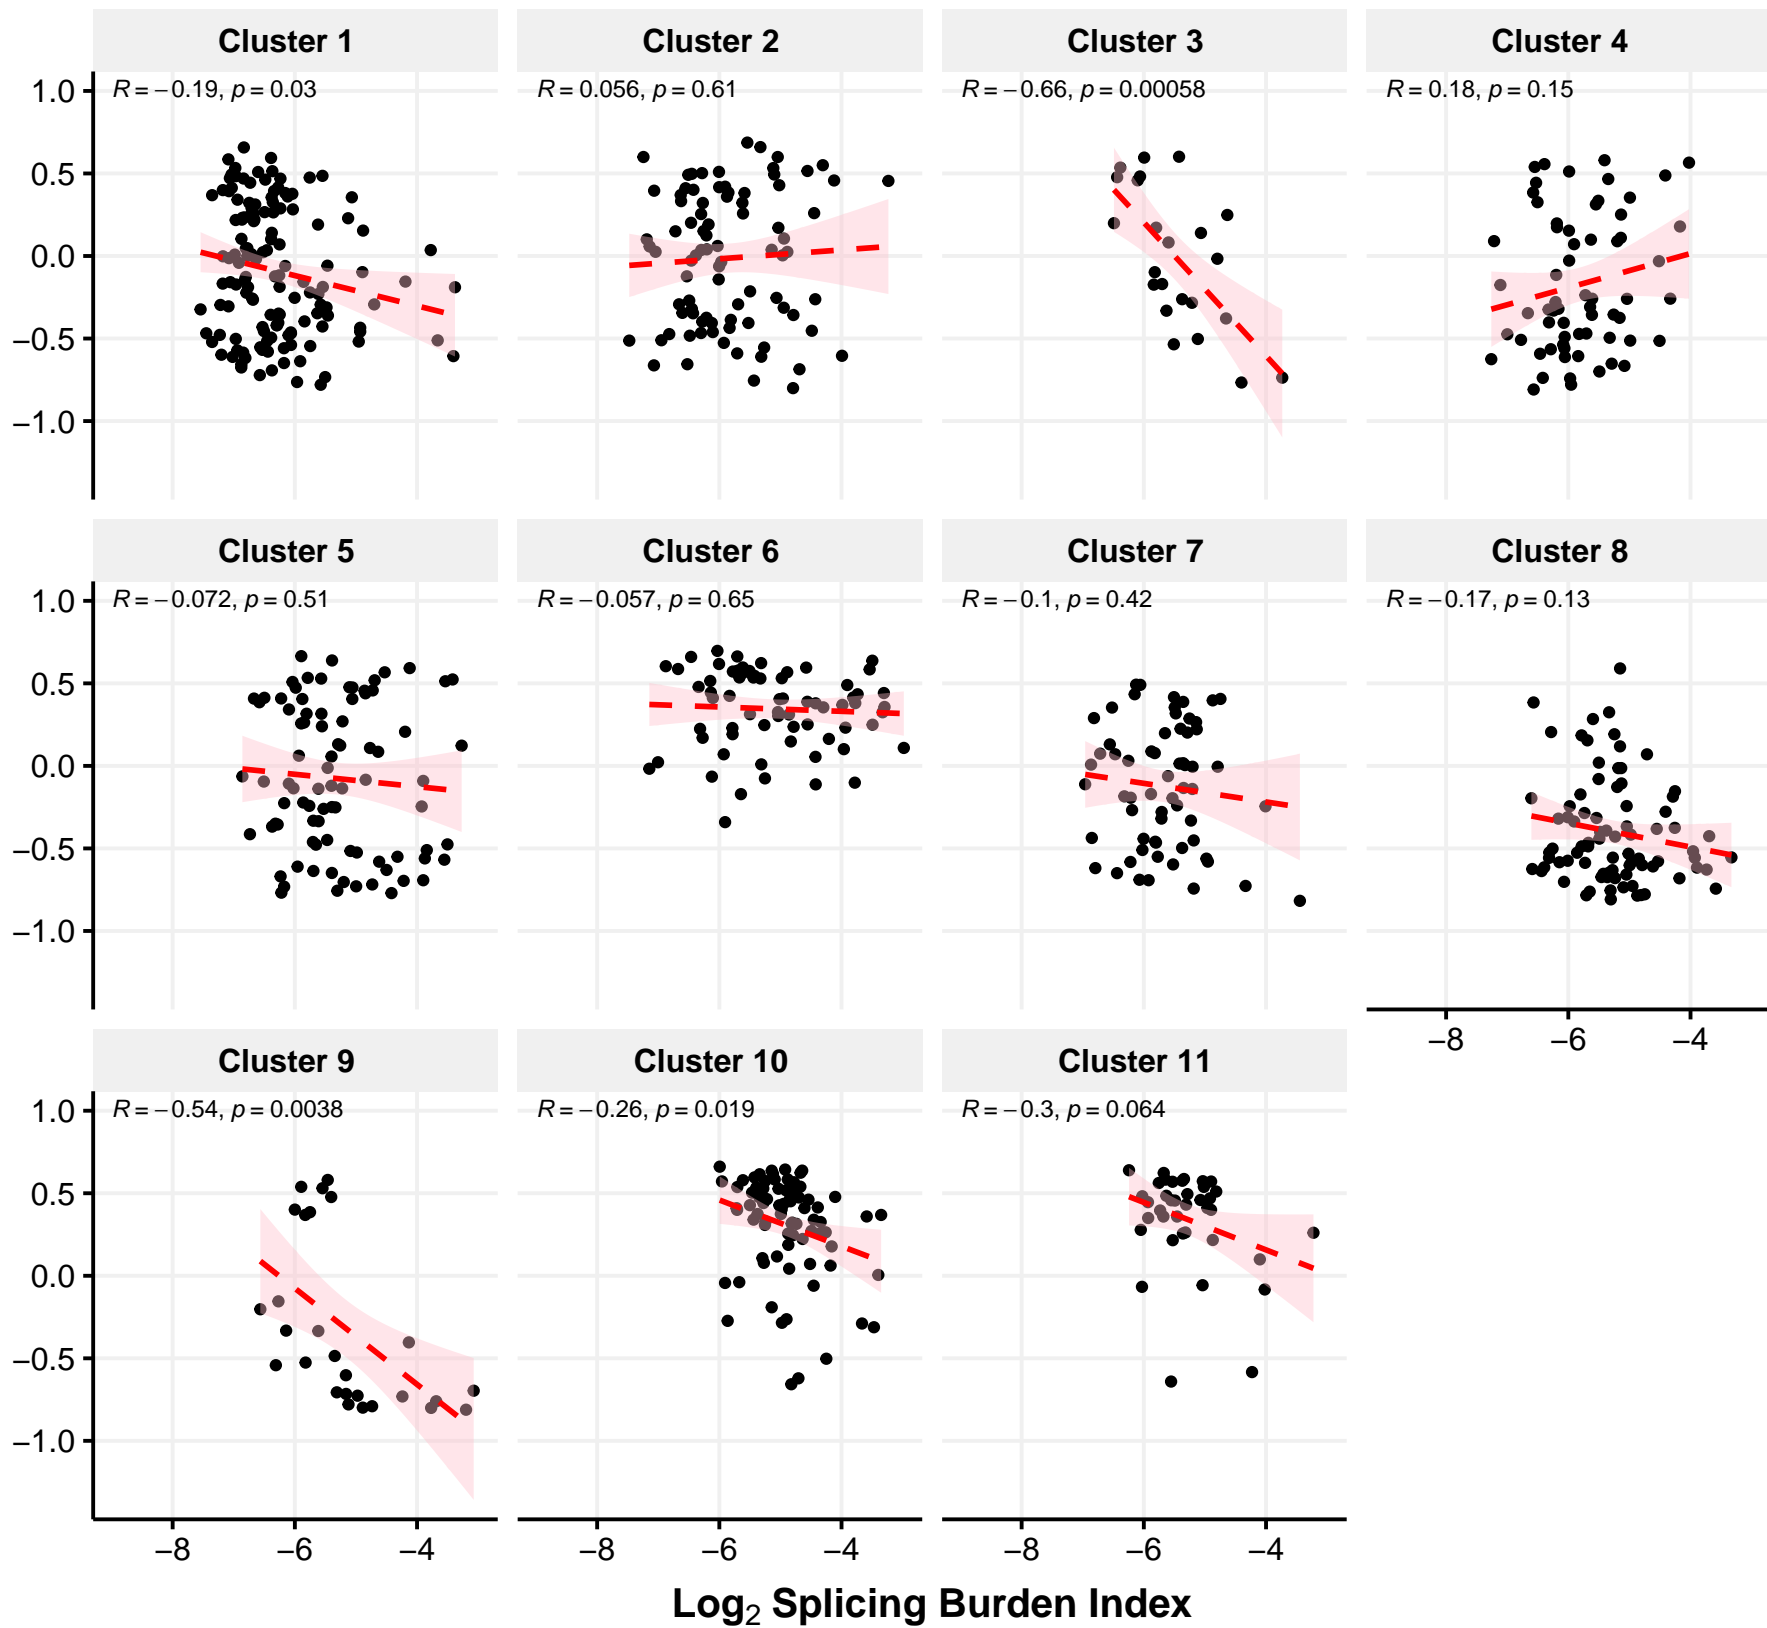 Cluster 1 Cluster 2 Cluster 3 Cluster 4
R = −0.19, p = 0.03 R = 0.056, p = 0.61 R = −0.66, p = 0.00058 R = 0.18, p = 0.15
1.0
0.5
0.0
−0.5
−1.0
Cluster 5 Cluster 6 Cluster 7 Cluster 8
R = −0.072, p = 0.51 R = −0.057, p = 0.65 R = −0.1, p = 0.42 R = −0.17, p = 0.13
1.0
0.5
0.0
−0.5
−1.0
−8 −6 −4
Cluster 9 Cluster 10 Cluster 11
R = −0.54, p = 0.0038 R = −0.26, p = 0.019 R = −0.3, p = 0.064
1.0
0.5
0.0
−0.5
−1.0
−8 −6 −4 −8 −6 −4 −8 −6 −4
Log₂ Splicing Burden Index